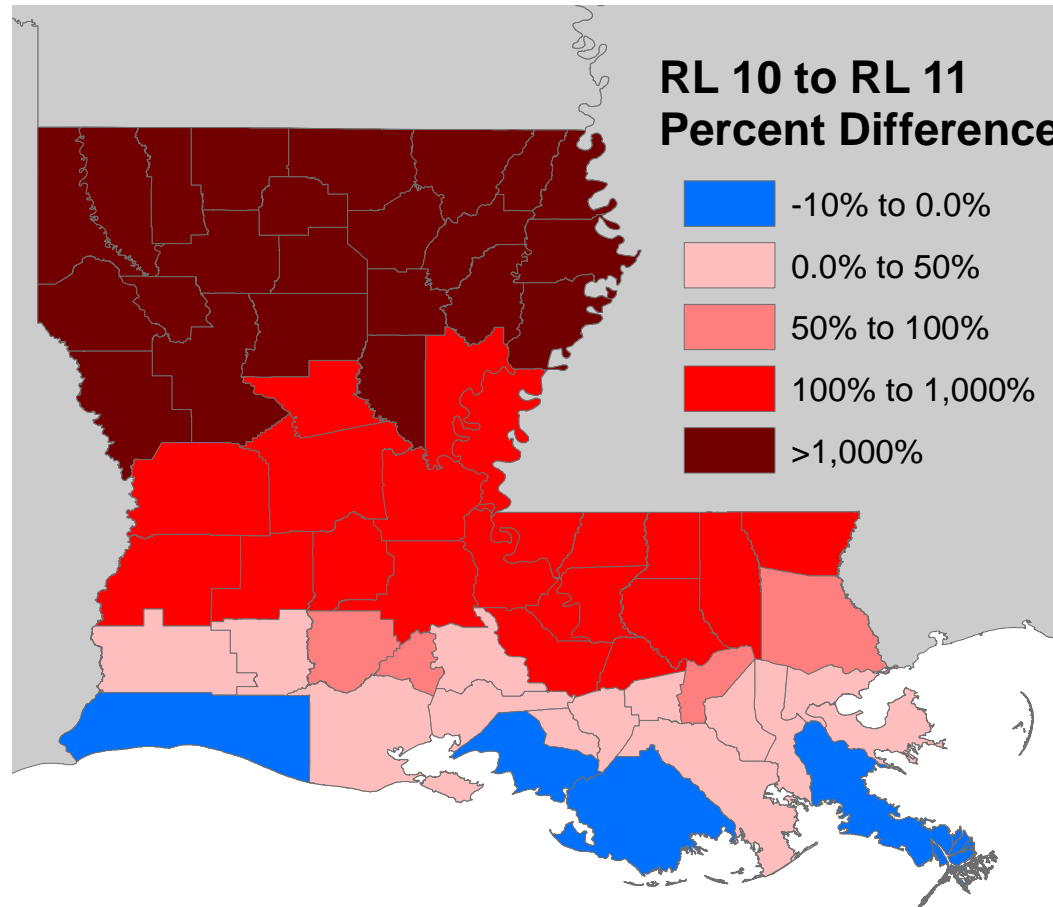 RL 10 to RL 11
Percent Difference
-10% to 0.0%
0.0% to 50%
50% to 100%
100% to 1,000%
>1,000%